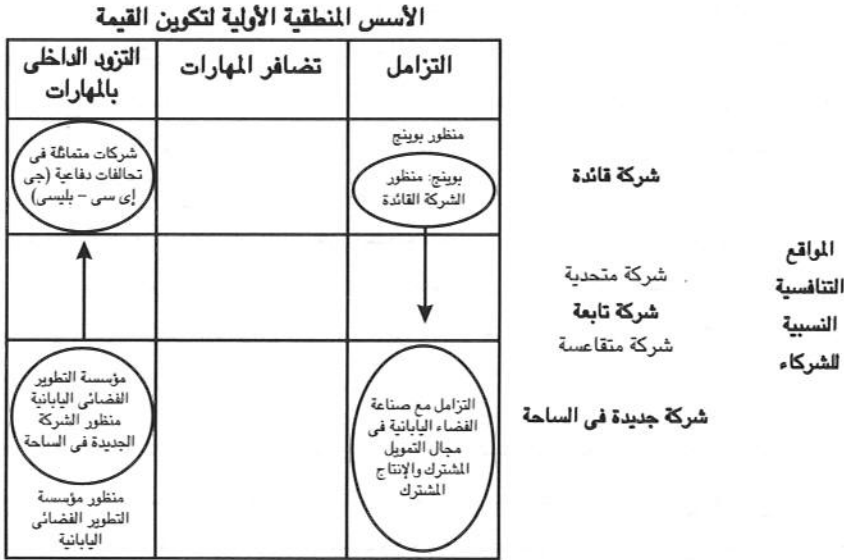 الأسس المنطقية الأولية لتكوين القيمة
التزامل
تضافر المهارات
التزود الداخلى
بالمهارات
المواقع
التنافسية
النسبية
للشركاء
شركة قائدة
شركة متحدية
شركة تابعة
شركة متقاعسة
شركة جديدة فى الساحة
منظور بوينج
بوينج: منظور
الشركة القائدة
شركات متماثلة فى
تحالفات دفاعية (جى
إى سى – بليسى)
التزامل مع صناعة
الفضاء اليابانية فى
مجال التمويل
المشترك والإنتاج
المشترك
مؤسسة التطوير
الفضائى اليابانية
منظور الشركة
الجديدة فى الساحة
منظور مؤسسة
التطوير الفضائى
اليابانية